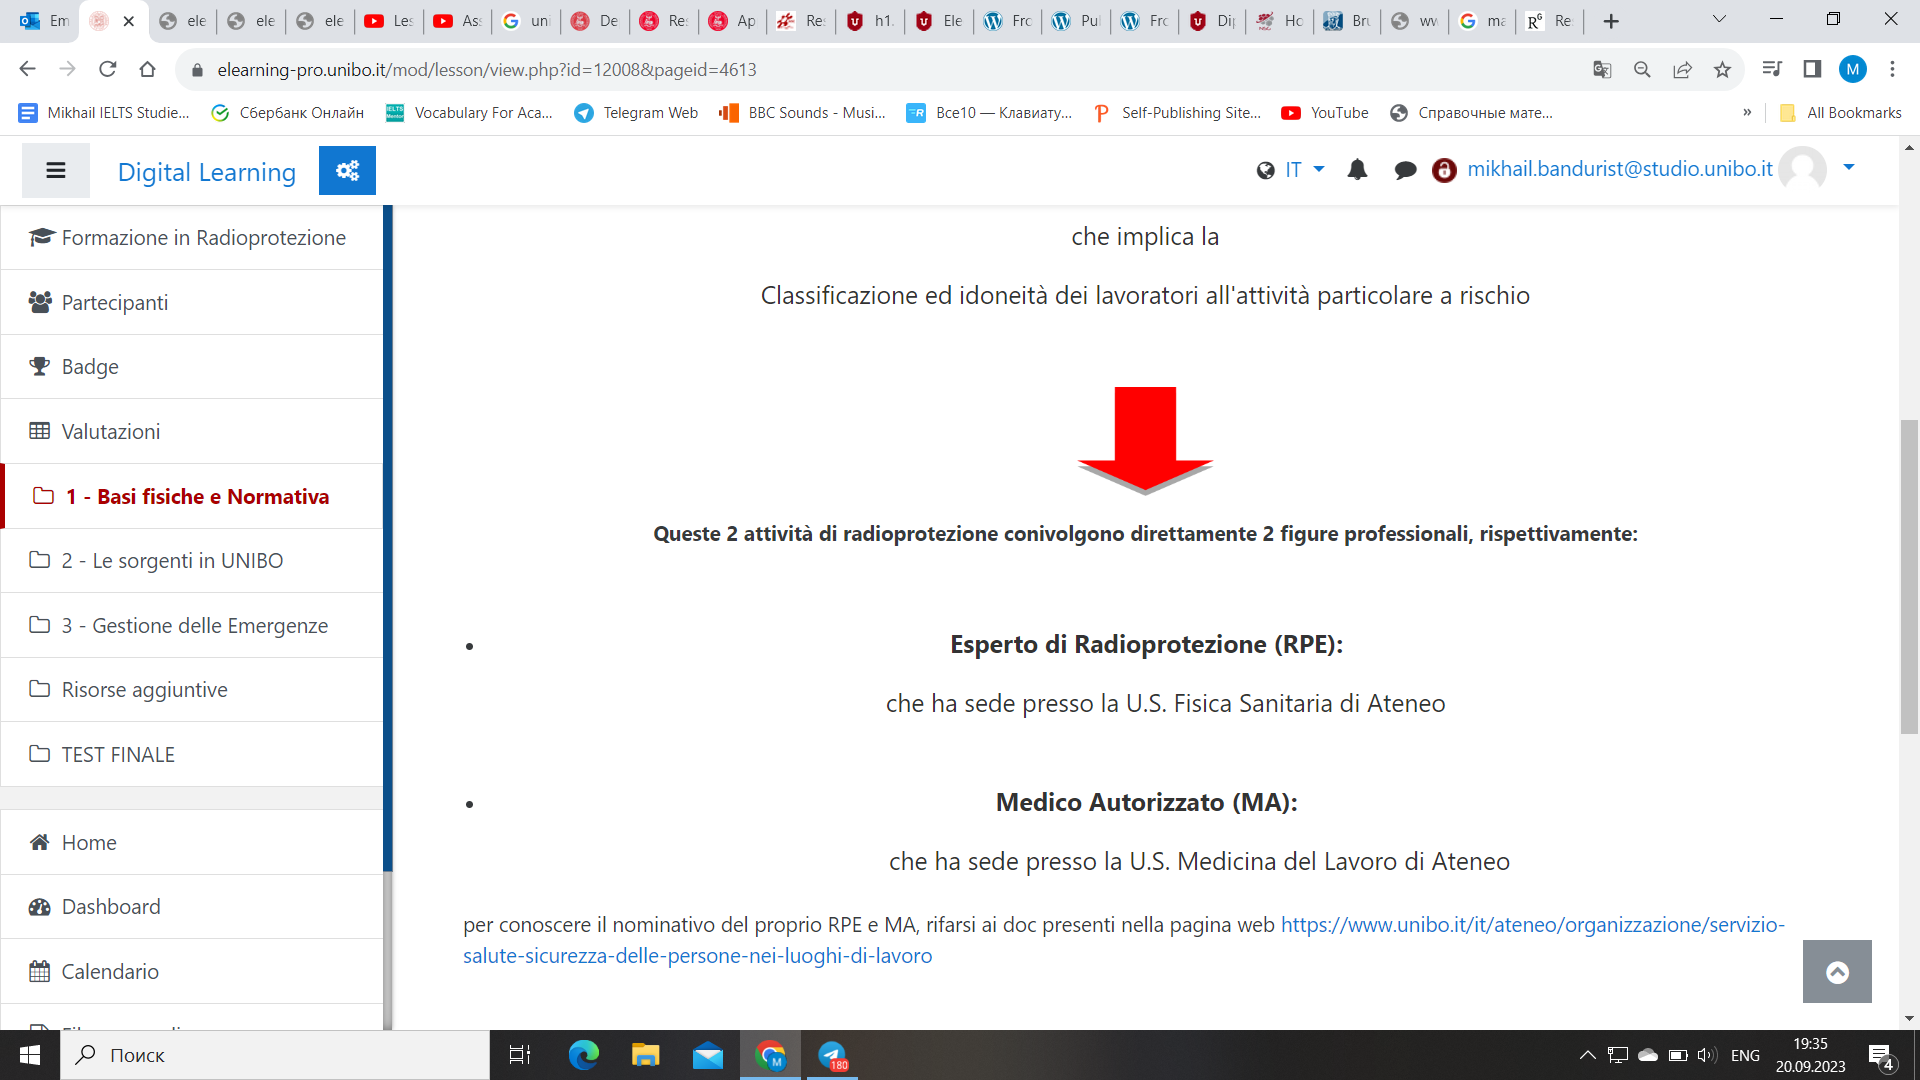 Em
ele
ele
ele
Les
Ass
uni
De
Res
Ap
Res
h1.
Ele
Fro
Pul
Fro
Dip
Ho
Bru
ww
ma
Re
elearning-pro.unibo.it/mod/lesson/view.php?id=12008&pageid=4613
M
Mikhail IELTS Studie...
Сбербанк Онлайн
Vocabulary For Aca...
Telegram Web
BBC Sounds - Musi...
Все10 — Клавиату...
Self-Publishing Site...
YouTube
Справочные мате...
»
All Bookmarks
Digital Learning
IT
mikhail.bandurist@studio.unibo.it
Formazione in Radioprotezione
Partecipanti
Badge
Valutazioni
1 - Basi fisiche e Normativa
2 - Le sorgenti in UNIBO
3 - Gestione delle Emergenze
Risorse aggiuntive
TEST FINALE
Home
Dashboard
Calendario
che implica la
Classificazione ed idoneità dei lavoratori all'attività particolare a rischio
Queste 2 attività di radioprotezione conivolgono direttamente 2 figure professionali, rispettivamente:
• Esperto di Radioprotezione (RPE):
che ha sede presso la U.S. Fisica Sanitaria di Ateneo
• Medico Autorizzato (MA):
che ha sede presso la U.S. Medicina del Lavoro di Ateneo
per conoscere il nominativo del proprio RPE e MA, rifarsi ai doc presenti nella pagina web https://www.unibo.it/it/ateneo/organizzazione/servizio-
salute-sicurezza-delle-persone-nei-luoghi-di-lavoro
Поиск
M
180
ENG
19:35
20.09.2023
4